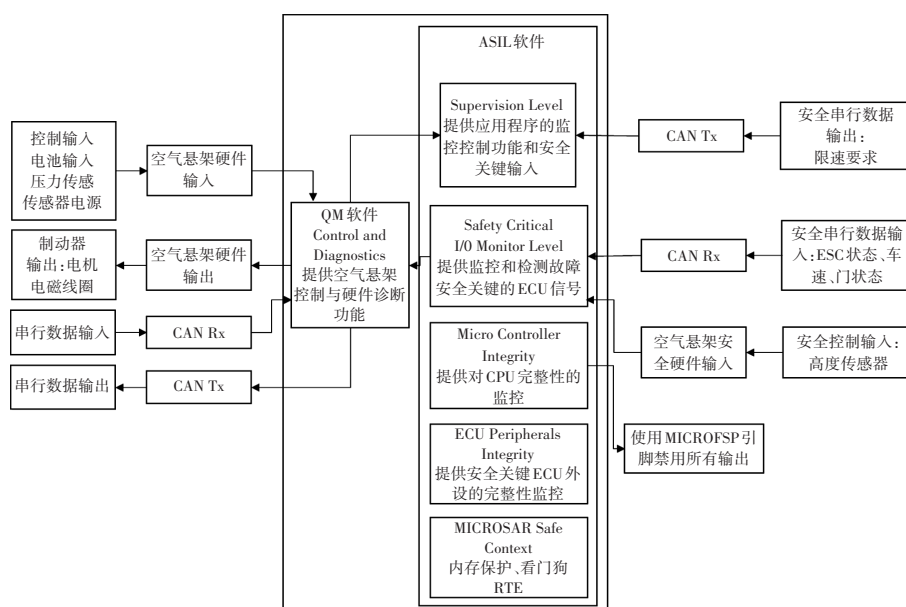 ASIL软件
Supervision Level
提供应用程序的监
控控制功能和安全
关键输入
CAN Tx
安全串行数据
输出：
限速要求
控制输入
电池输入
压力传感
传感器电源
空气悬架硬件
输入
QM软件
Control and
Diagnostics
提供空气悬架
控制与硬件诊断
功能
Safety Critical
I/0 Monitor Level
提供监控和检测故障
安全关键的ECU信号
CAN Rx
安全串行数据输
入：ESC状态、车
速、门状态
制动器
输出：电机
电磁线圈
空气悬架硬件
输出
串行数据输入
CAN Rx
Micro Controller
Integrity
提供对CPU完整性的
监控
空气悬架安
全硬件输入
安全控制输入：
高度传感器
串行数据输出
CAN Tx
ECU Peripherals
Integrity
提供安全关键ECU外
设的完整性监控
使用MICROFSP引
脚禁用所有输出
MICROSAR Safe
Context
内存保护、看门狗
RTE